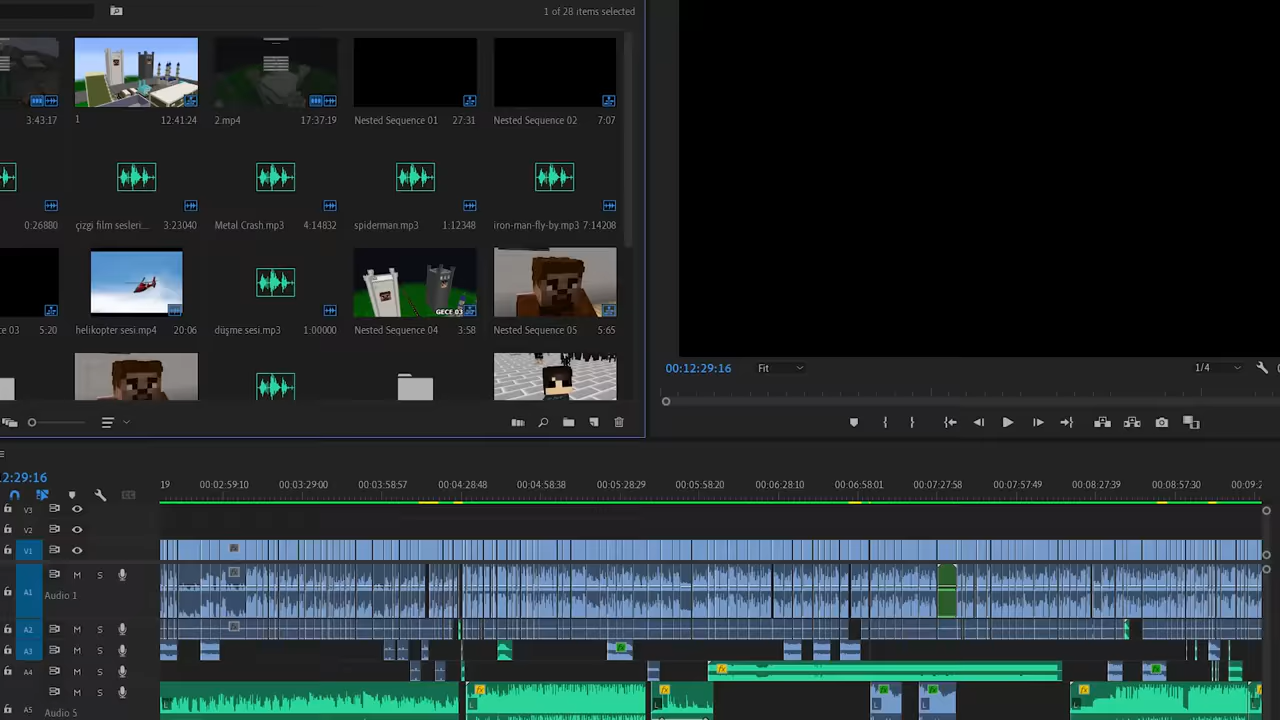 1 of 28 items selected
3:43:17
1 12:41:24
2.mp4 17:37:19
Nested Sequence 01 27:31
Nested Sequence 02 7:07
0:26880
çizgi film sesleri... 3:23040
Metal Crash.mp3 4:14832
spiderman.mp3 1:12348
iron-man-fly-by.mp3 7:14208
GECE 03
ce 03 5:20
helikopter sesi.mp4 20:06
düşme sesi.mp3 1:00000
Nested Sequence 04 3:58
Nested Sequence 05 5:65
00:12:29:16 Fit 1/4
12:29:16
19 00:02:59:10 00:03:29:00 00:03:58:57 00:04:28:48 00:04:58:38 00:05:28:29 00:05:58:20 00:06:28:10 00:06:58:01 00:07:27:58 00:07:57:49 00:08:27:39 00:08:57:30 00:09:2
V3
V2
V1
A1 M S
Audio 1
A2 M S
A3 M S
A4 M S
M S
A5 Audio 5